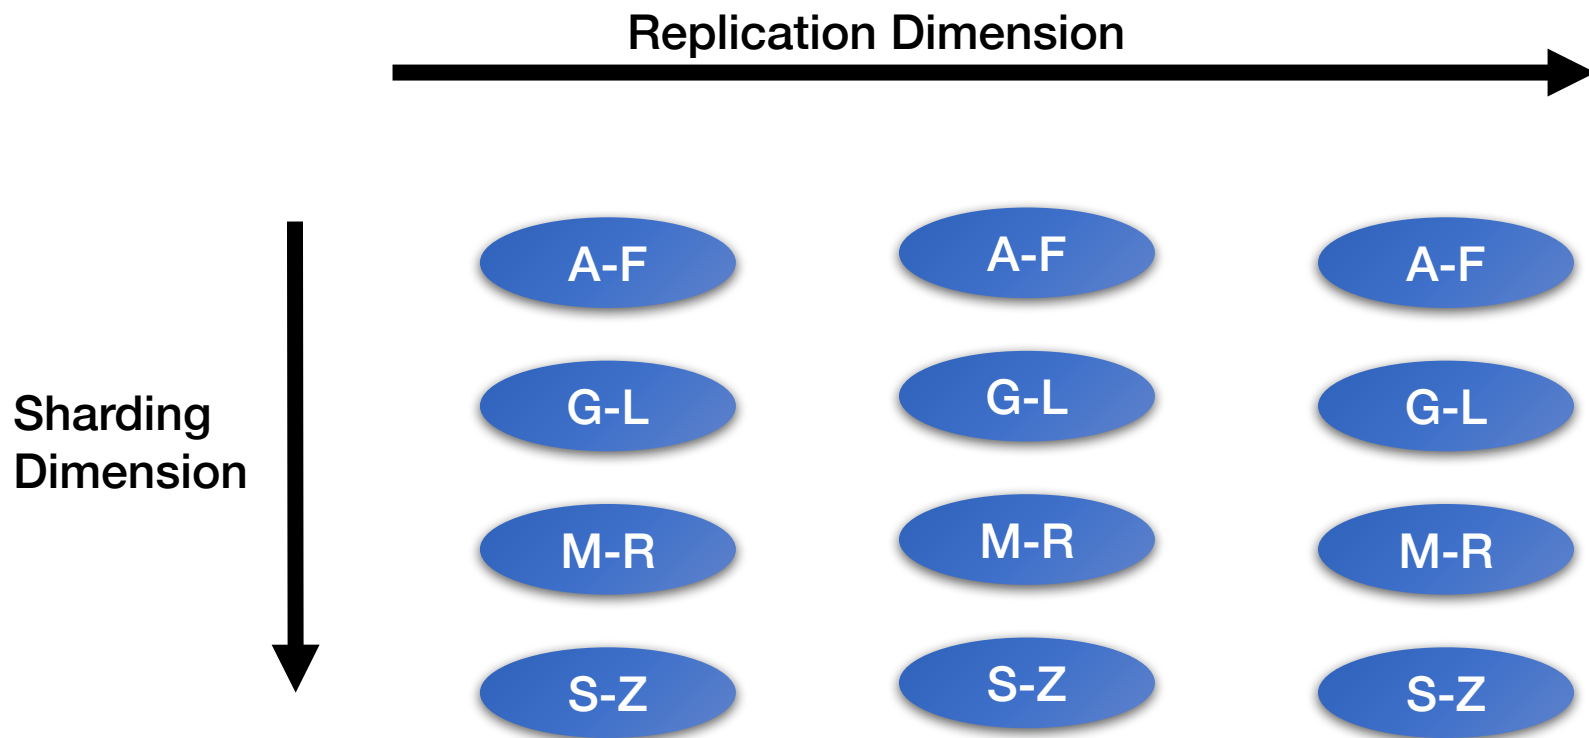 Replication Dimension
Sharding
Dimension
A-F
A-F
A-F
G-L
G-L
G-L
M-R
M-R
M-R
S-Z
S-Z
S-Z